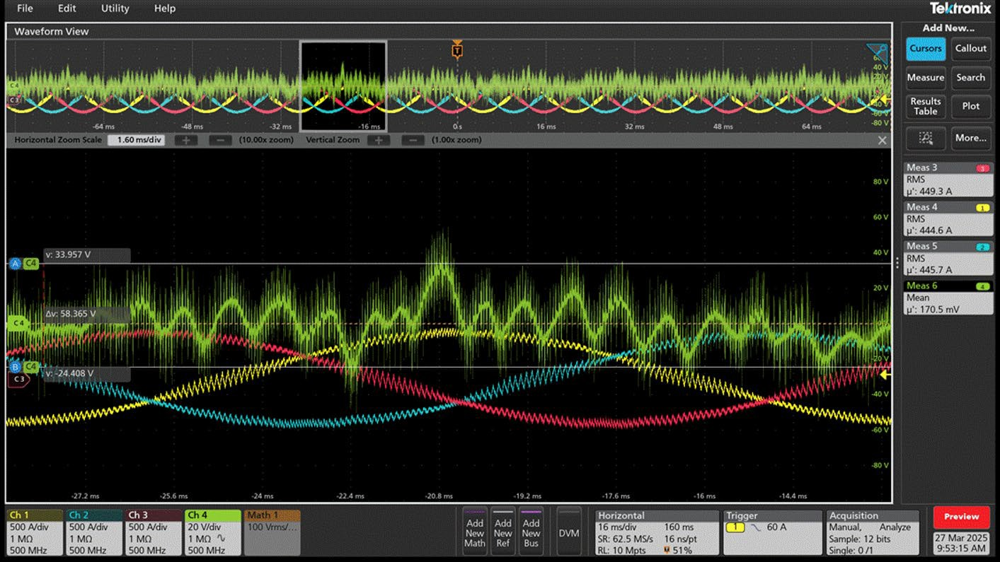 File Edit Utility Help
Tektronix
Waveform View
Add New...
Cursors Callout
Measure Search
Results Table Plot
More...
T
C4
C3
-40 V
-80 V
-64 ms -48 ms -32 ms -16 ms 0 s 16 ms 32 ms 48 ms 64 ms
Horizontal Zoom Scale 1.60 ms/div + − (10.00x zoom) Vertical Zoom + − (1.00x zoom)
80 V
60 V
40 V
20 V
-20 V
-40 V
-60 V
-80 V
v: 33.957 V
A C4
Δv: 58.365 V
C4
B C4
v: -24.408 V
C3
-27.2 ms -25.6 ms -24 ms -22.4 ms -20.8 ms -19.2 ms -17.6 ms -16 ms -14.4 ms
Meas 3 3
RMS
µ': 449.3 A
Meas 4 1
RMS
µ': 444.6 A
Meas 5 2
RMS
µ': 445.7 A
Meas 6 4
Mean
µ': 170.5 mV
Ch 1
500 A/div
1 MΩ
500 MHz
Ch 2
500 A/div
1 MΩ
500 MHz
Ch 3
500 A/div
1 MΩ
500 MHz
Ch 4
20 V/div
1 MΩ
500 MHz
Math 1
100 Vrms/...
Add New Math
Add New Ref
Add New Bus
DVM
Horizontal
16 ms/div 160 ms
SR: 62.5 MS/s 16 ns/pt
RL: 10 Mpts 51%
Trigger
1 60 A
Acquisition
Manual, Analyze
Sample: 12 bits
Single: 0 /1
Preview
27 Mar 2025
9:53:15 AM